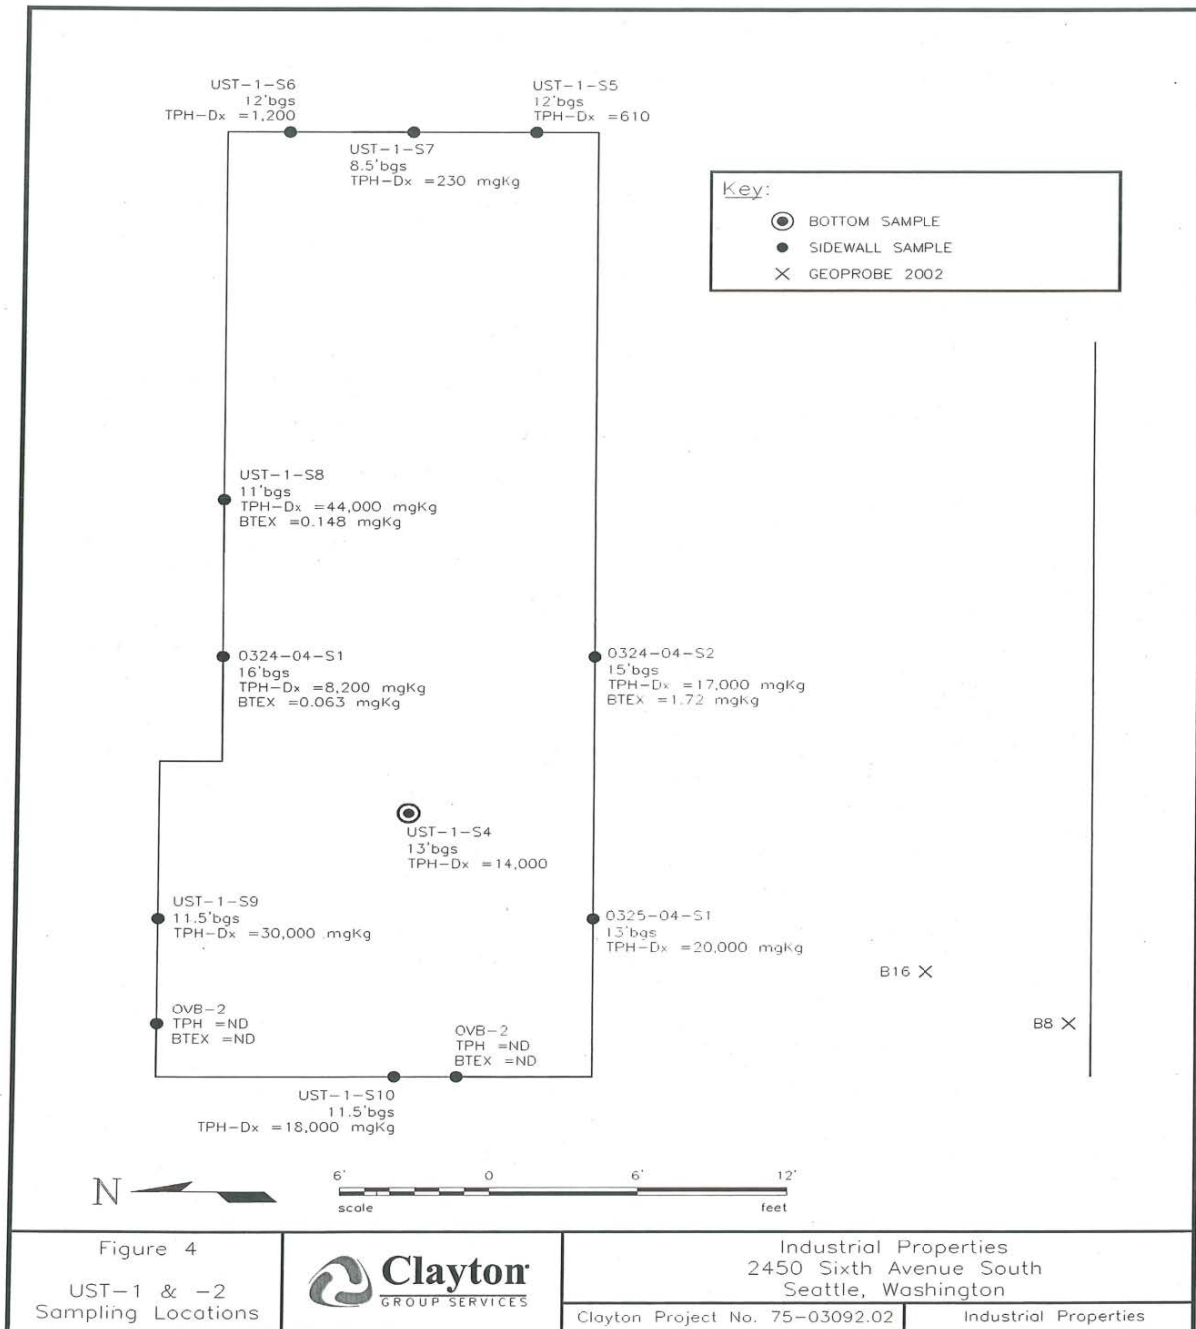 UST-1-S6
12'bgs
TPH-Dx =1,200
UST-1-S5
12'bgs
TPH-Dx =610
UST-1-S7
8.5'bgs
TPH-Dx =230 mgKg
Key:
BOTTOM SAMPLE
SIDEWALL SAMPLE
GEOPROBE 2002
UST-1-S8
11'bgs
TPH-Dx =44,000 mgKg
BTEX =0.148 mgKg
0324-04-S1
16'bgs
TPH-Dx =8,200 mgKg
BTEX =0.063 mgKg
0324-04-S2
15'bgs
TPH-Dx =17,000 mgKg
BTEX =1.72 mgKg
UST-1-S4
13'bgs
TPH-Dx =14,000
UST-1-S9
11.5'bgs
TPH-Dx =30,000 mgKg
0325-04-S1
13'bgs
TPH-Dx =20,000 mgKg
B16
B8
OVB-2
TPH =ND
BTEX =ND
OVB-2
TPH =ND
BTEX =ND
UST-1-S10
11.5'bgs
TPH-Dx =18,000 mgKg
N
6' 0 6' 12'
scale feet
Figure 4
UST-1 & -2
Sampling Locations
Clayton
GROUP SERVICES
Industrial Properties
2450 Sixth Avenue South
Seattle, Washington
Clayton Project No. 75-03092.02
Industrial Properties